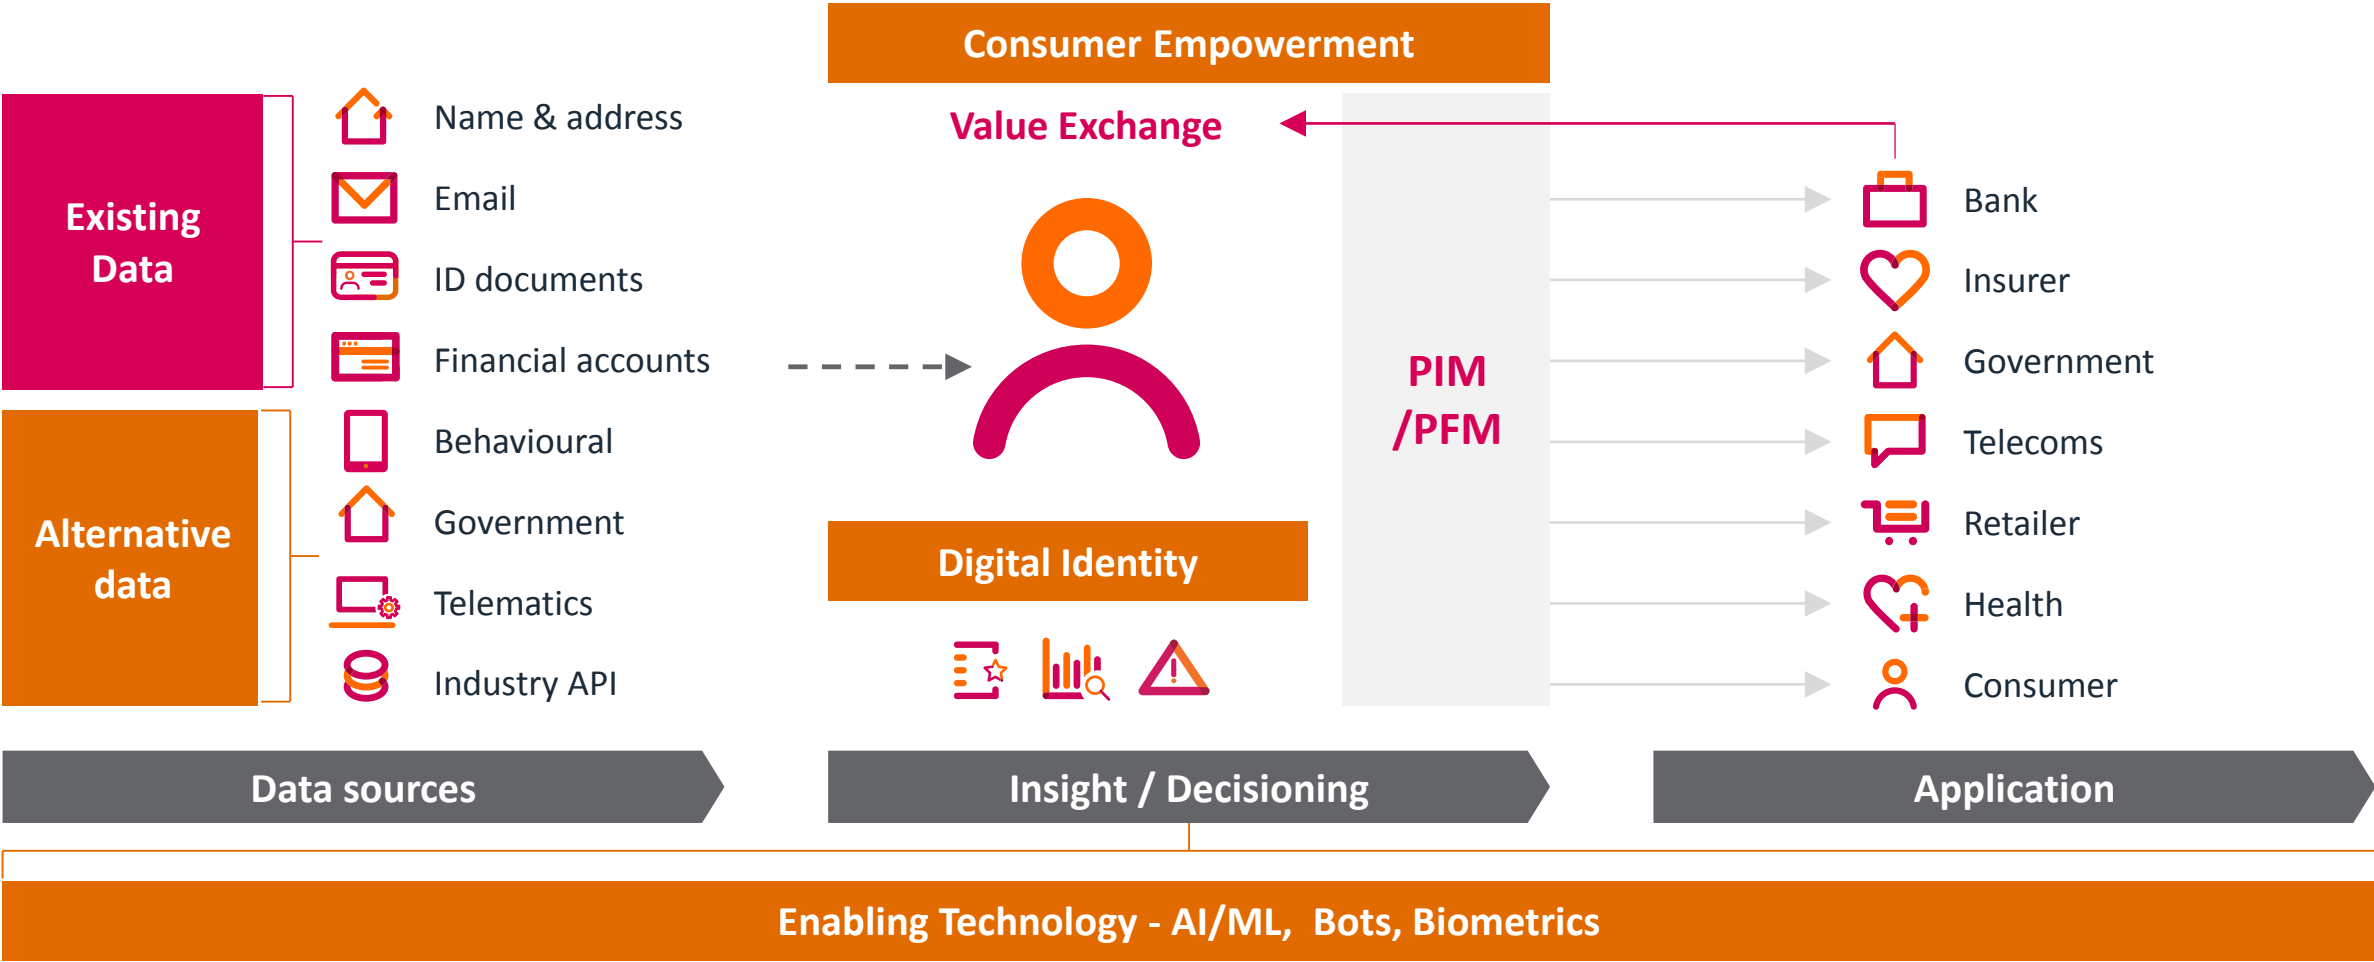 Consumer Empowerment
Existing
Data
Name & address
Email
ID documents
Financial accounts
Alternative
data
Behavioural
Government
Telematics
Industry API
Value Exchange
Digital Identity
PIM
/PFM
Bank
Insurer
Government
Telecoms
Retailer
Health
Consumer
Data sources
Insight / Decisioning
Application
Enabling Technology - AI/ML,  Bots, Biometrics